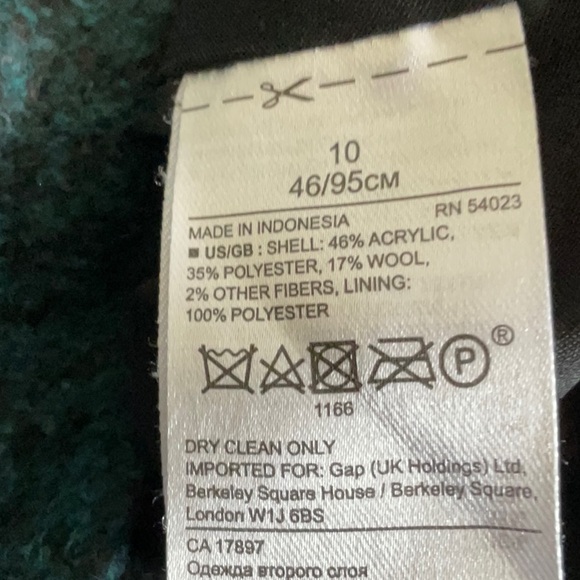 10
46/95CM
RN 54023
MADE IN INDONESIA
■ US/GB : SHELL: 46% ACRYLIC,
35% POLYESTER, 17% WOOL,
2% OTHER FIBERS, LINING:
100% POLYESTER
P ®
1166
DRY CLEAN ONLY
IMPORTED FOR: Gap (UK Holdings) Ltd,
Berkeley Square House / Berkeley Square,
London W1J 6BS
CA 17897
Одежда второго слоя